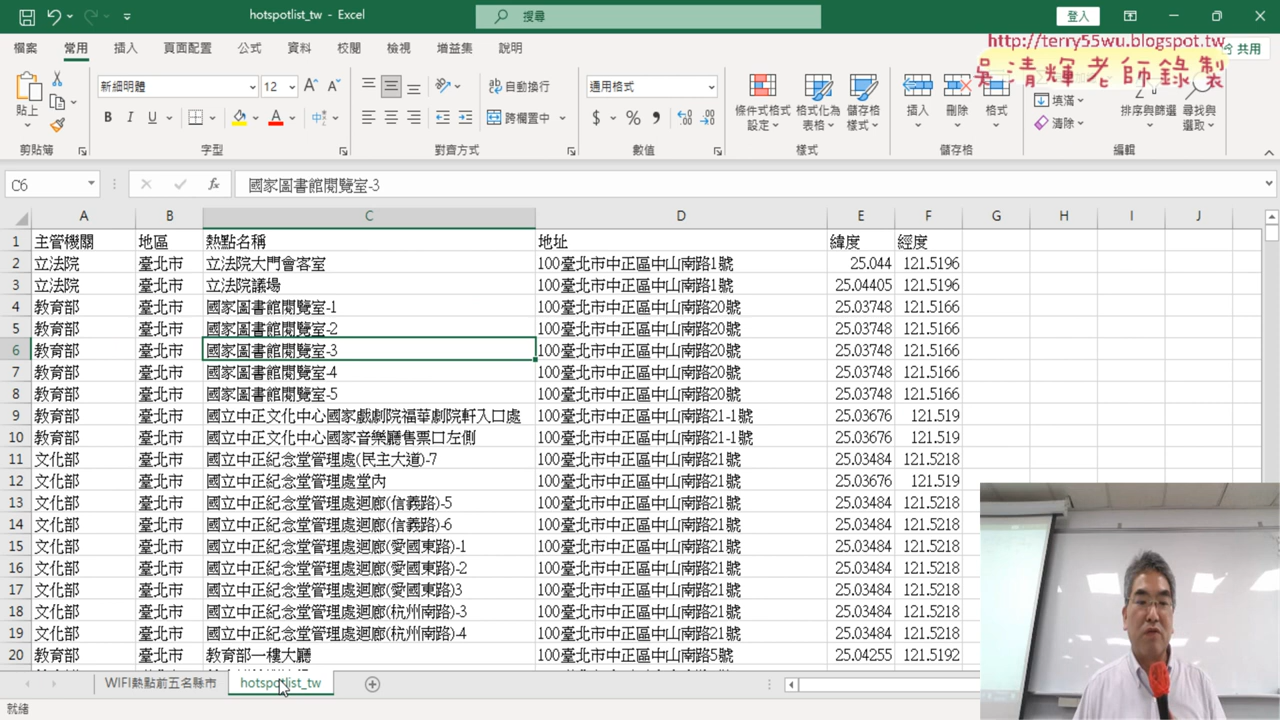 hotspotlist_tw - Excel
搜尋
登入
http://terry55wu.blogspot.tw
吳清輝老師錄製
檔案 常用 插入 頁面配置 公式 資料 校閱 檢視 增益集 說明 共用
新細明體 12 自動換行 通用格式
貼上 B I U 跨欄置中 $ % 條件式格式設定 格式化為表格 儲存格樣式 插入 刪除 格式 填滿 清除 排序與篩選 尋找與選取
剪貼簿 字型 對齊方式 數值 樣式 儲存格 編輯
C6 fx 國家圖書館閱覽室-3
A B C D E F G H I J
1 主管機關 地區 熱點名稱 地址 緯度 經度
2 立法院 臺北市 立法院大門會客室 100臺北市中正區中山南路1號 25.044 121.5196
3 立法院 臺北市 立法院議場 100臺北市中正區中山南路1號 25.04405 121.5196
4 教育部 臺北市 國家圖書館閱覽室-1 100臺北市中正區中山南路20號 25.03748 121.5166
5 教育部 臺北市 國家圖書館閱覽室-2 100臺北市中正區中山南路20號 25.03748 121.5166
6 教育部 臺北市 國家圖書館閱覽室-3 100臺北市中正區中山南路20號 25.03748 121.5166
7 教育部 臺北市 國家圖書館閱覽室-4 100臺北市中正區中山南路20號 25.03748 121.5166
8 教育部 臺北市 國家圖書館閱覽室-5 100臺北市中正區中山南路20號 25.03748 121.5166
9 教育部 臺北市 國立中正文化中心國家戲劇院福華劇院軒入口處 100臺北市中正區中山南路21-1號 25.03676 121.519
10 教育部 臺北市 國立中正文化中心國家音樂廳售票口左側 100臺北市中正區中山南路21-1號 25.03676 121.519
11 文化部 臺北市 國立中正紀念堂管理處(民主大道)-7 100臺北市中正區中山南路21號 25.03484 121.5218
12 文化部 臺北市 國立中正紀念堂管理處堂內 100臺北市中正區中山南路21號 25.03676 121.519
13 文化部 臺北市 國立中正紀念堂管理處迴廊(信義路)-5 100臺北市中正區中山南路21號 25.03484 121.5218
14 文化部 臺北市 國立中正紀念堂管理處迴廊(信義路)-6 100臺北市中正區中山南路21號 25.03484 121.5218
15 文化部 臺北市 國立中正紀念堂管理處迴廊(愛國東路)-1 100臺北市中正區中山南路21號 25.03484 121.5218
16 文化部 臺北市 國立中正紀念堂管理處迴廊(愛國東路)-2 100臺北市中正區中山南路21號 25.03484 121.5218
17 文化部 臺北市 國立中正紀念堂管理處迴廊(愛國東路)3 100臺北市中正區中山南路21號 25.03484 121.5218
18 文化部 臺北市 國立中正紀念堂管理處迴廊(杭州南路)-3 100臺北市中正區中山南路21號 25.03484 121.5218
19 文化部 臺北市 國立中正紀念堂管理處迴廊(杭州南路)-4 100臺北市中正區中山南路21號 25.03484 121.5218
20 教育部 臺北市 教育部一樓大廳 100臺北市中正區中山南路5號 25.04255 121.5192
WIFI熱點前五名縣市 hotspotlist_tw
就緒